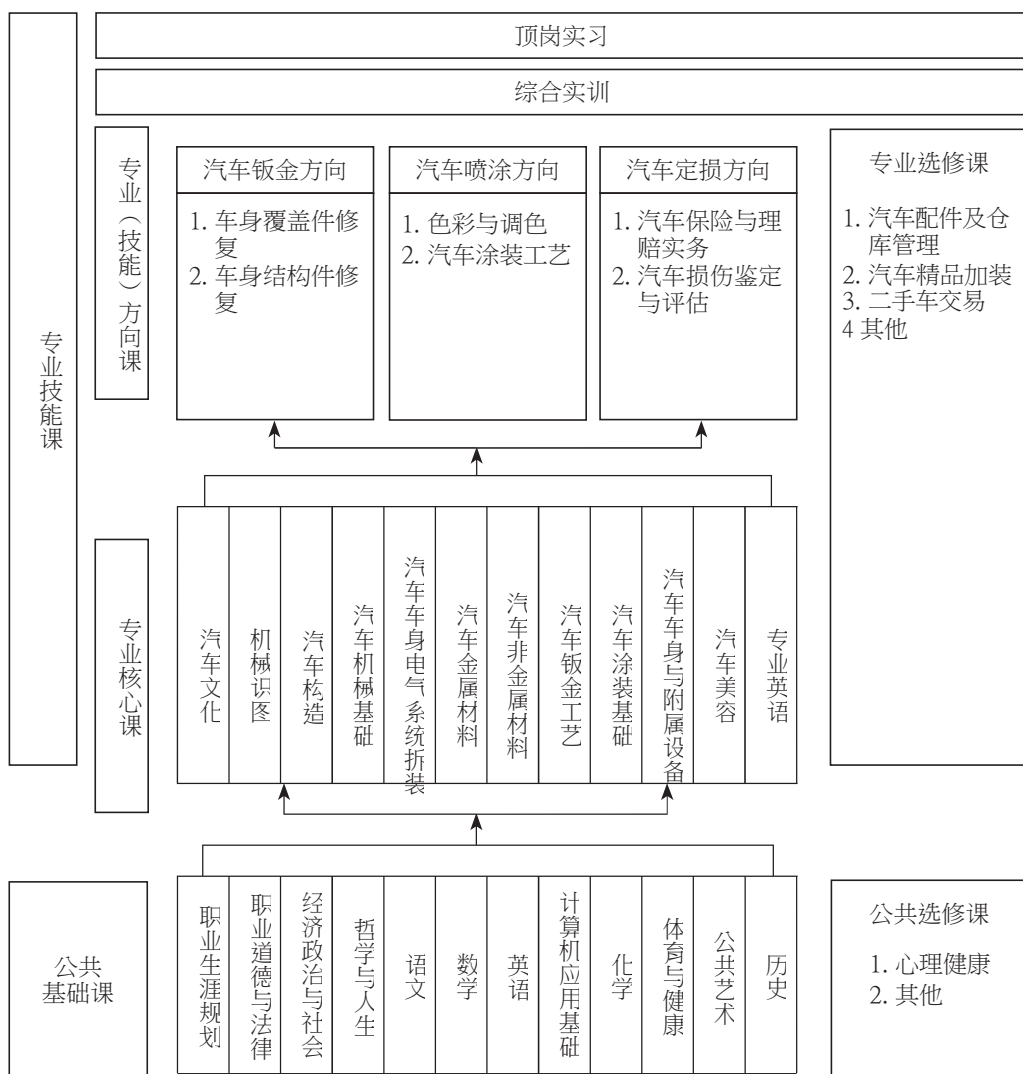 顶岗实习
综合实训
专业技能课
专业（技能）方向课
汽车钣金方向
1. 车身覆盖件修
复
2. 车身结构件修
复
汽车喷涂方向
1. 色彩与调色
2. 汽车涂装工艺
汽车定损方向
1. 汽车保险与理
赔实务
2. 汽车损伤鉴定
与评估
专业选修课
1. 汽车配件及仓
库管理
2. 汽车精品加装
3. 二手车交易
4 其他
专业核心课
汽车文化
机械识图
汽车构造
汽车机械基础
汽车车身电气系统拆装
汽车金属材料
汽车非金属材料
汽车钣金工艺
汽车涂装基础
汽车车身与附属设备
汽车美容
专业英语
公共
基础课
职业生涯规划
职业道德与法律
经济政治与社会
哲学与人生
语文
数学
英语
计算机应用基础
化学
体育与健康
公共艺术
历史
公共选修课
1. 心理健康
2. 其他